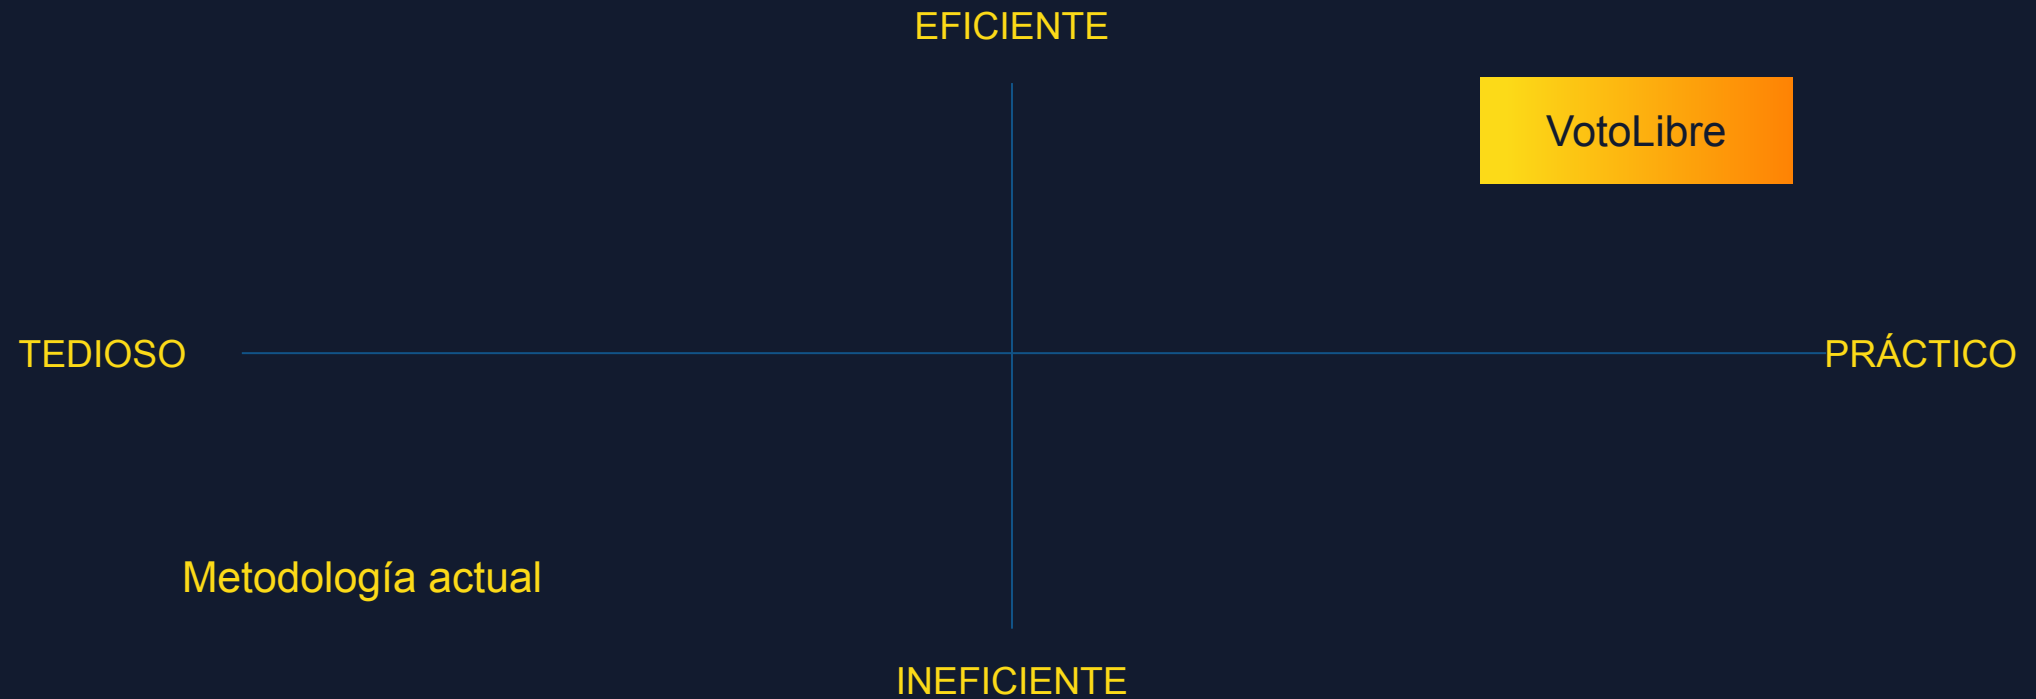 EFICIENTE
VotoLibre
TEDIOSO
PRÁCTICO
Metodología actual
INEFICIENTE